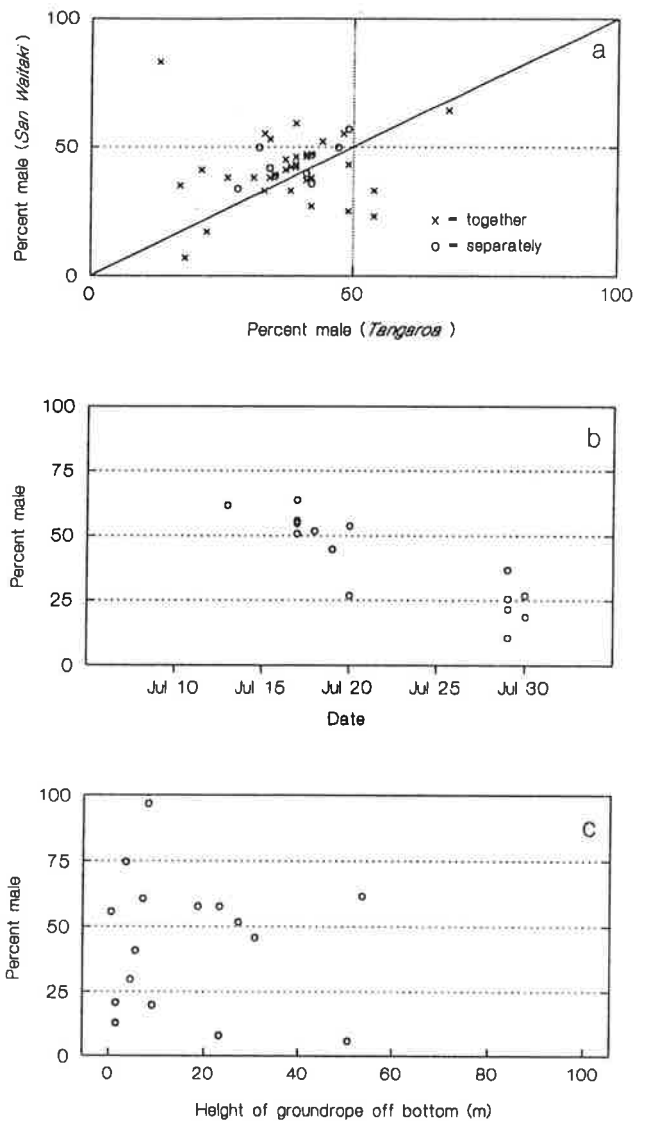 100
a
50
Percent male (San Waitaki)
x = together
o = separately
0
0 50 100
Percent male (Tangaroa)
100
b
75
Percent male
50
25
0
Jul 10 Jul 15 Jul 20 Jul 25 Jul 30
Date
100
c
75
Percent male
50
25
0
0 20 40 60 80 100
Height of groundrope off bottom (m)